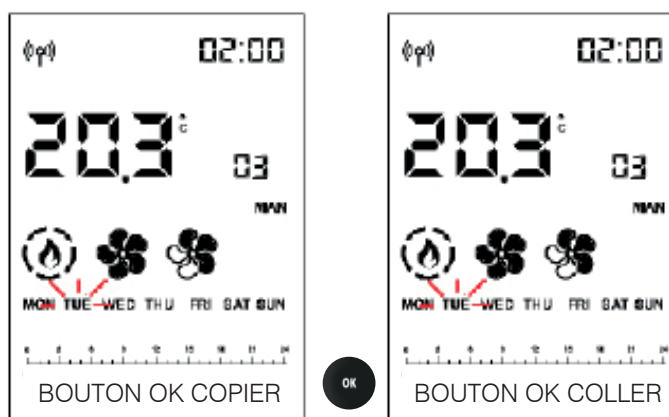 02:00
20.3 °C
03
MAN
MON TUE WED THU FRI SAT SUN
BOUTON OK COPIER
OK
02:00
20.3 °C
03
MAN
MON TUE WED THU FRI SAT SUN
BOUTON OK COLLER